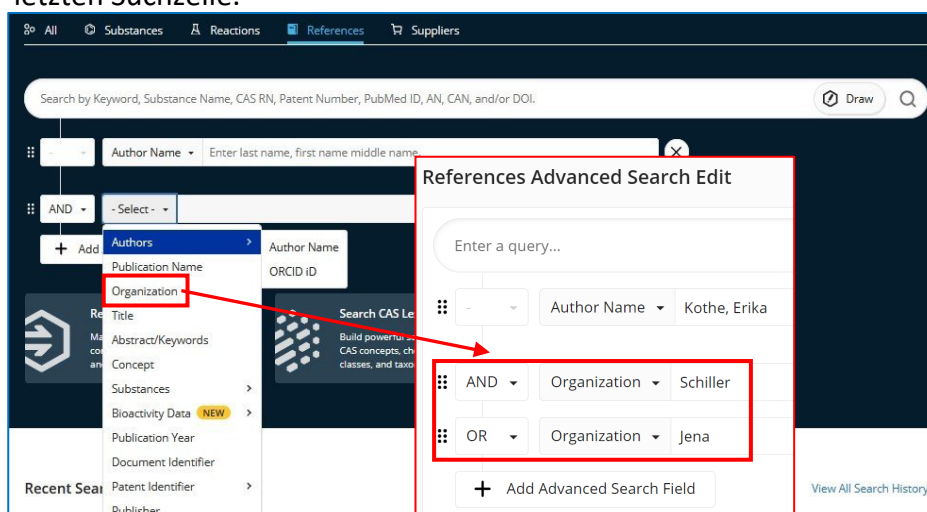 letzten Suchzeile.
All Substances Reactions References Suppliers
Search by Keyword, Substance Name, CAS RN, Patent Number, PubMed ID, AN, CAN, and/or DOI.
Draw
- Author Name Enter last name, first name middle name.
AND - Select -
+ Add
Authors
Publication Name
Organization
Title
Abstract/Keywords
Concept
Substances
Bioactivity Data NEW
Publication Year
Document Identifier
Patent Identifier
Publisher
Author Name
ORCID iD
Re
Ma
co
an
Search CAS Le
Build powerful s
CAS concepts, ch
classes, and taxo
References Advanced Search Edit
Enter a query...
- Author Name Kothe, Erika
AND Organization Schiller
OR Organization Jena
+ Add Advanced Search Field
Recent Sear
View All Search History